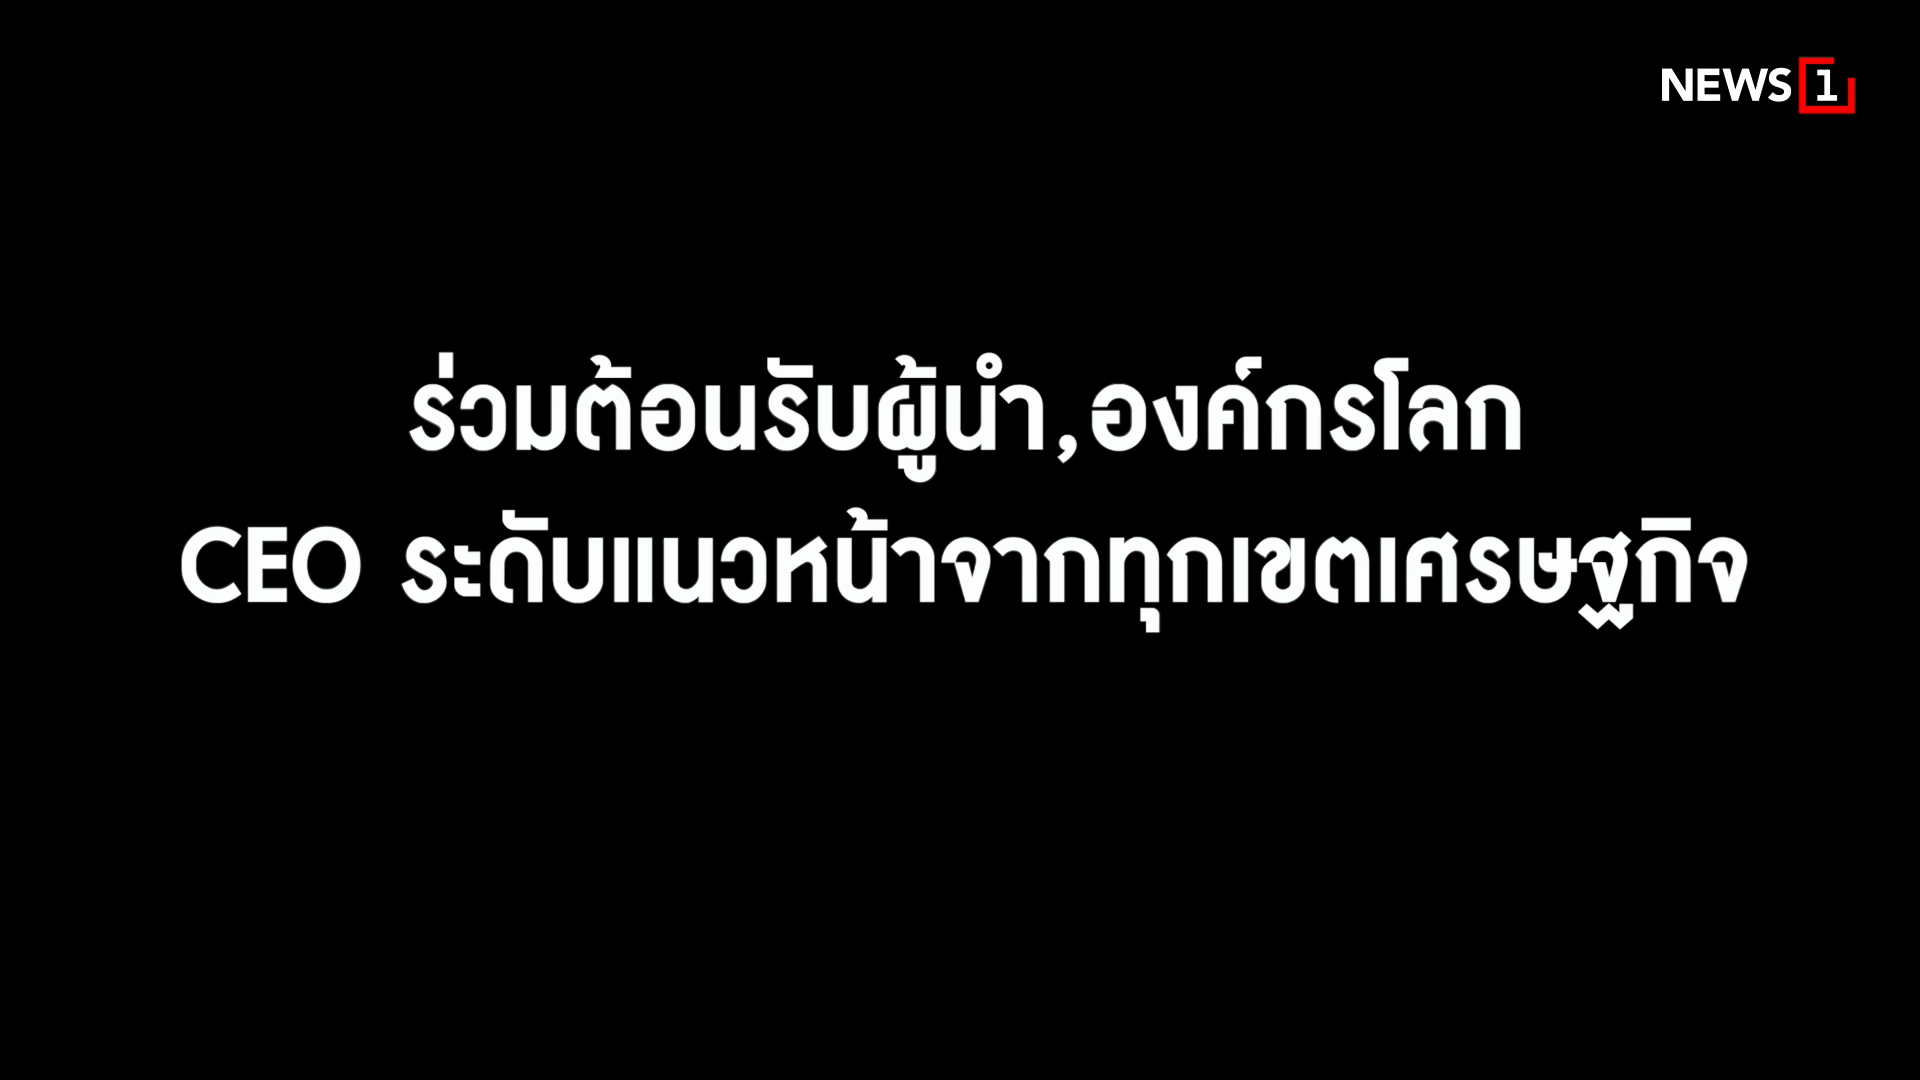 NEWS 1
ร่วมต้อนรับผู้นำ,องค์กรโลก
CEO ระดับแนวหน้าจากทุกเขตเศรษฐกิจ